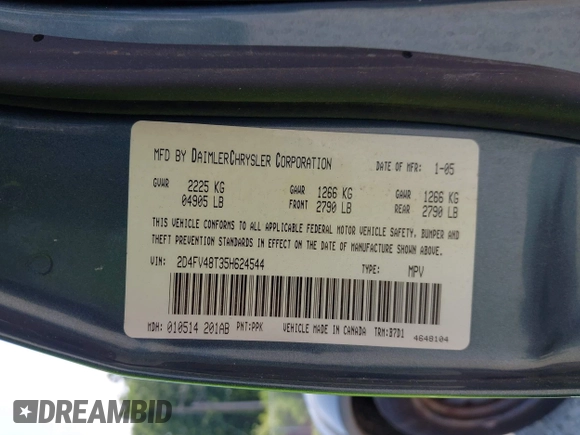 MFD BY DAIMLERCHRYSLER CORPORATION DATE OF MFR: 1-05
GVWR 2225 KG GAWR 1266 KG GAWR 1266 KG
04905 LB FRONT 2790 LB REAR 2790 LB
THIS VEHICLE CONFORMS TO ALL APPLICABLE FEDERAL MOTOR VEHICLE SAFETY, BUMPER AND
THEFT PREVENTION STANDARDS IN EFFECT ON THE DATE OF MANUFACTURE SHOWN ABOVE.
VIN: 2D4FV48T35H624544 TYPE: MPV
MDH: 010514 201AB PNT:PPK VEHICLE MADE IN CANADA TRM:B7D1 4648104
DREAMBID